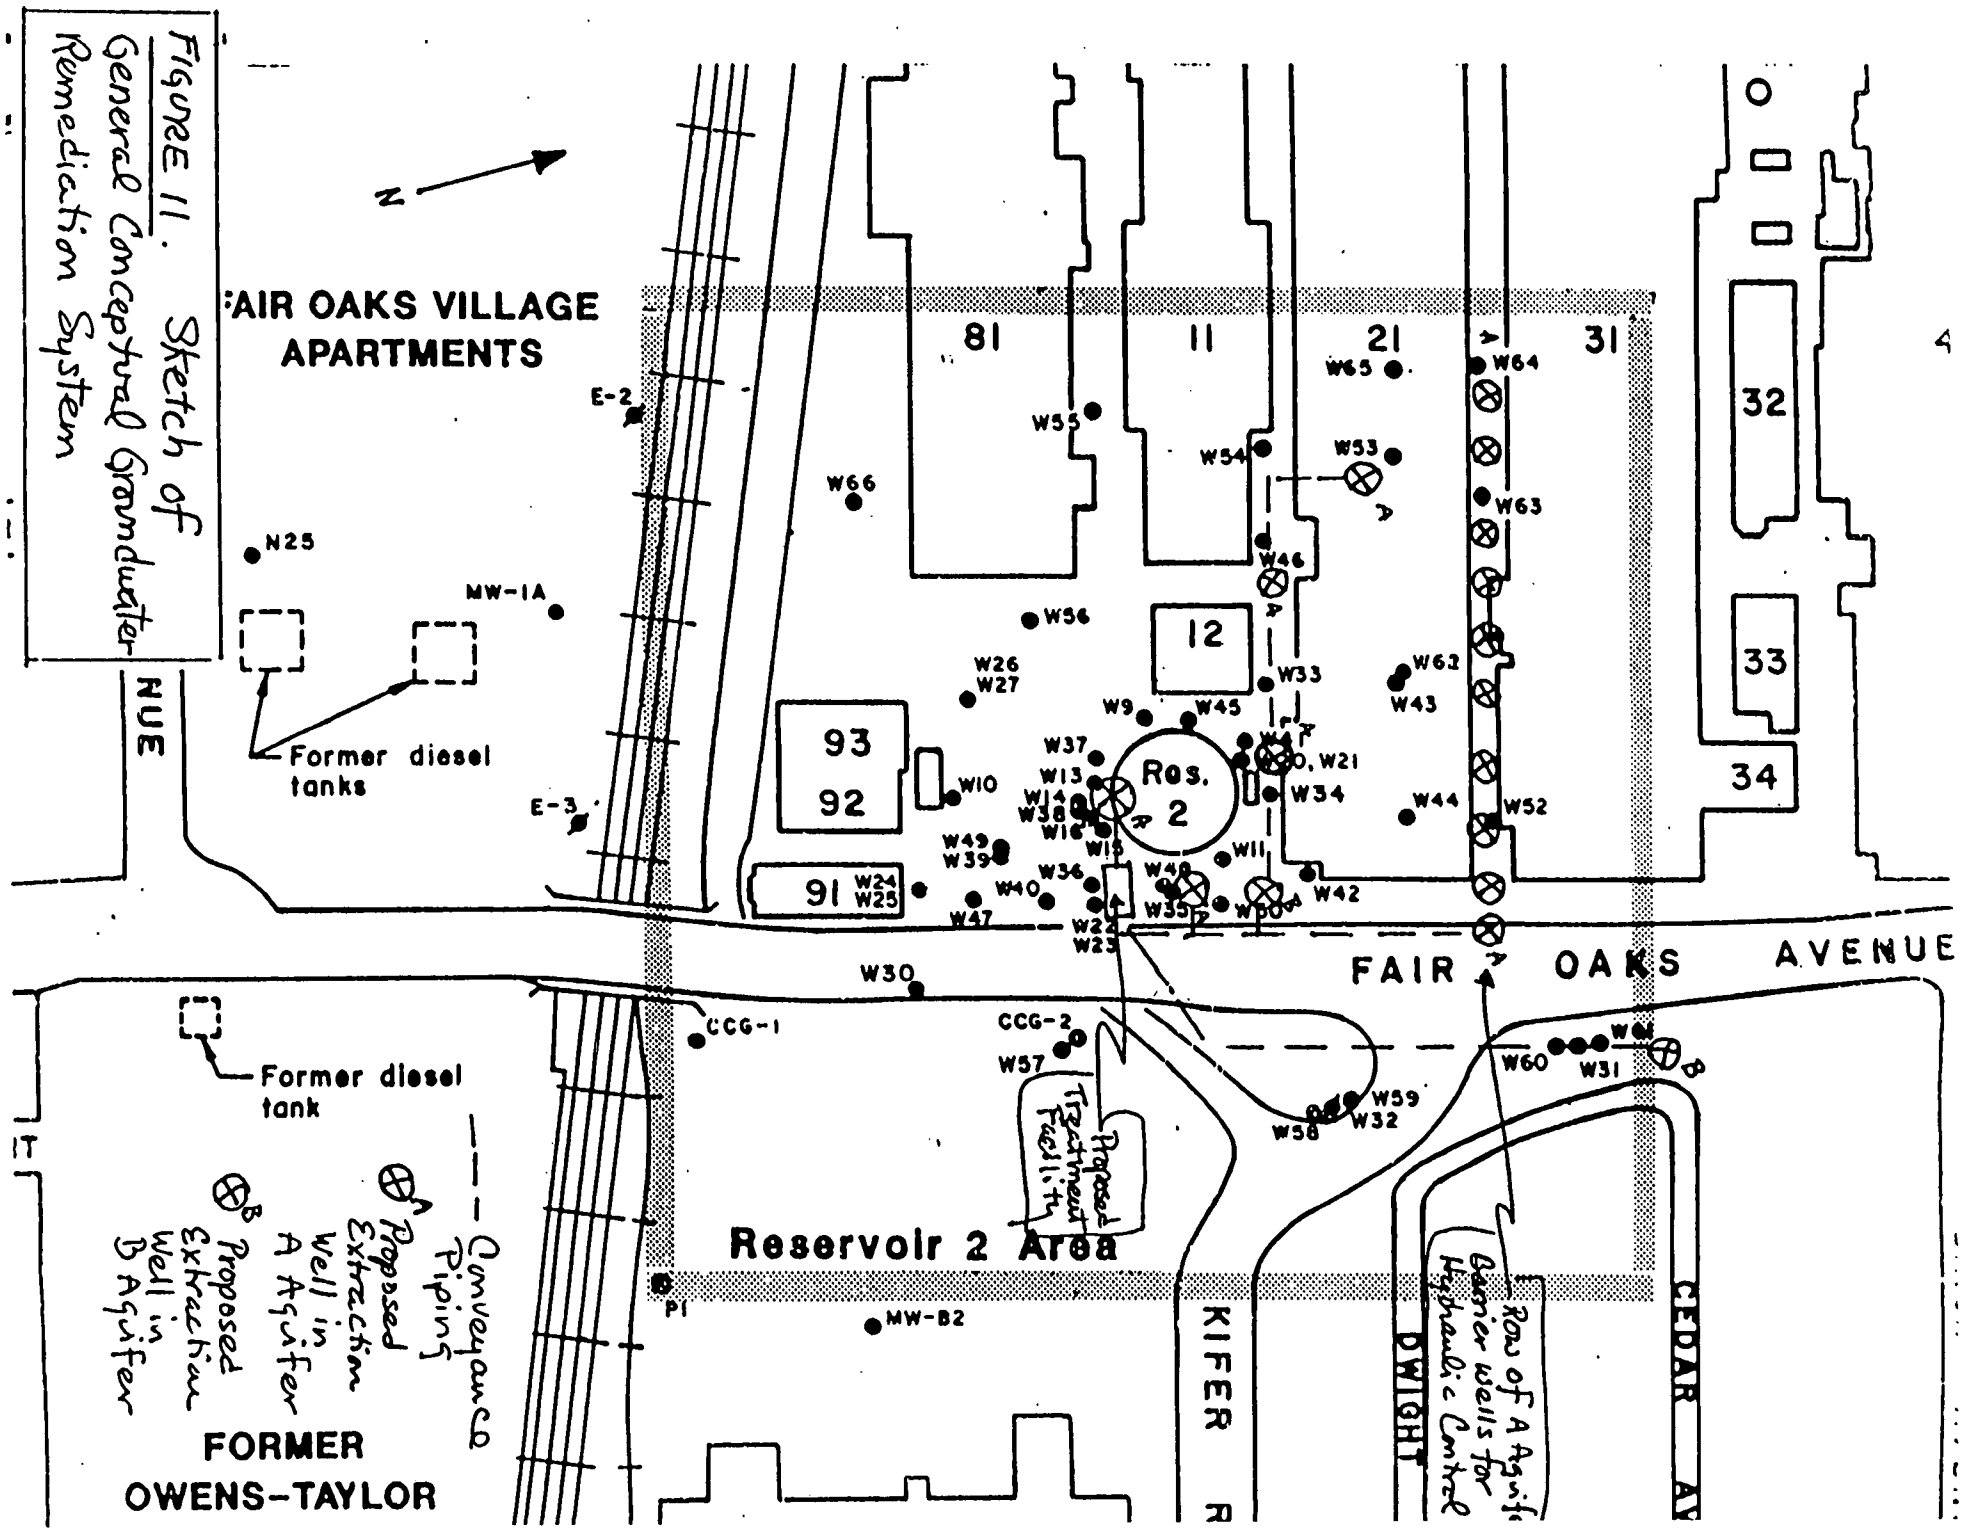 FIGURE 11. Sketch of
General Conceptual Groundwater
Remediation System
N
FAIR OAKS VILLAGE
APARTMENTS
81
11
21
31
A
W64
W65
32
E-2
W55
W54
W53
A
W66
W63
N25
W46
A
MW-1A
W56
12
33
W62
W43
W26
W27
W33
NUE
W9
W45
93
92
W37
W13
W14
W38
W16
W15
A
Res.
2
W21
W34
34
Former diesel
tanks
W10
W44
W52
E-3
W49
W39
W11
91
W24
W25
W40
W36
W35
W42
W47
W22
W23
A
A
A
FAIR OAKS AVENUE
W30
CCG-1
CCG-2
W57
W60
W31
B
Former diesel
tank
W59
W32
W58
Proposed
Treatment
Facility
LT
Reservoir 2 Area
P1
MW-B2
Conveyance
Piping
A
Proposed
Extraction
Well in
A Aquifer
B
Proposed
Extraction
Well in
B Aquifer
Row of A Aquife
Barrier wells for
Hydraulic Control
KIFER R
DWIGHT
CEDAR AV
FORMER
OWENS-TAYLOR